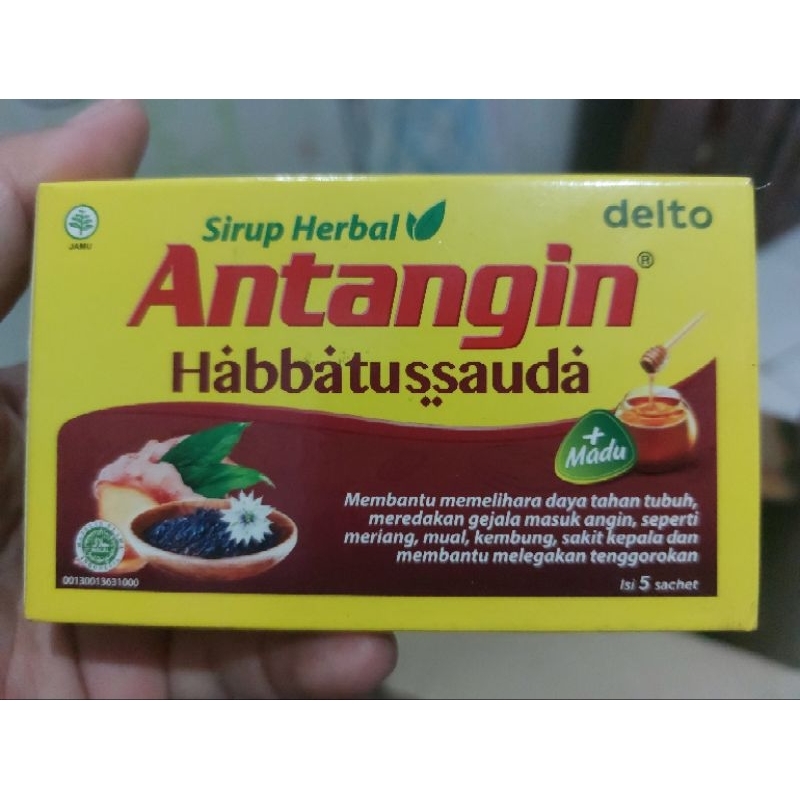 JAMU
Sirup Herbal
delto
Antangin®
Habbatussauda
+
Madu
Membantu memelihara daya tahan tubuh,
meredakan gejala masuk angin, seperti
meriang, mual, kembung, sakit kepala dan
membantu melegakan tenggorokan
Isi 5 sachet
00130013631000